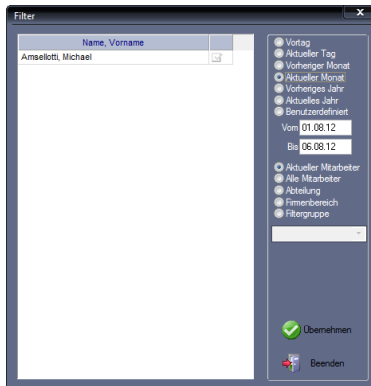 Filter
x
Name, Vorname
Amsellotti, Michael
Vortag
Aktueller Tag
Vorheriger Monat
Aktueller Monat
Vorheriges Jahr
Aktuelles Jahr
Benutzerdefiniert
Vom 01.08.12
Bis 06.08.12
Aktueller Mitarbeiter
Alle Mitarbeiter
Abteilung
Firmenbereich
Filtergruppe
Übernehmen
Beenden